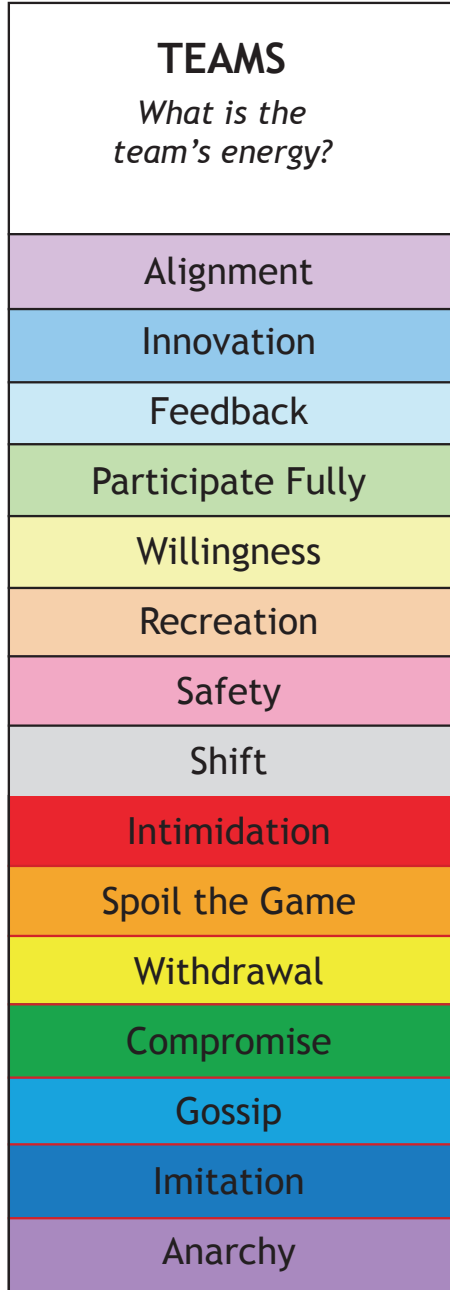 TEAMS
What is the
team’s energy?
Alignment
Innovation
Feedback
Participate Fully
Willingness
Recreation
Safety
Shift
Intimidation
Spoil the Game
Withdrawal
Compromise
Gossip
Imitation
Anarchy